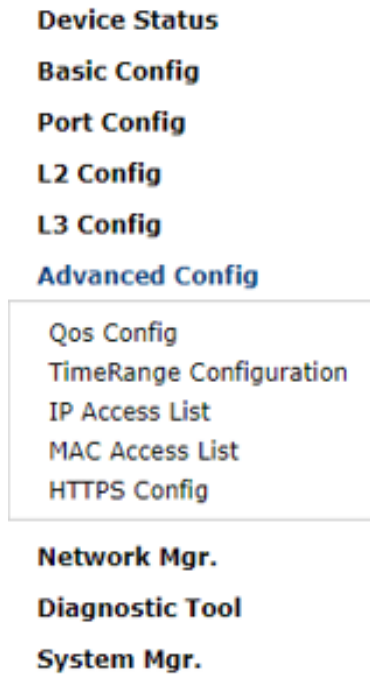 Device Status
Basic Config
Port Config
L2 Config
L3 Config
Advanced Config
Qos Config
TimeRange Configuration
IP Access List
MAC Access List
HTTPS Config
Network Mgr.
Diagnostic Tool
System Mgr.